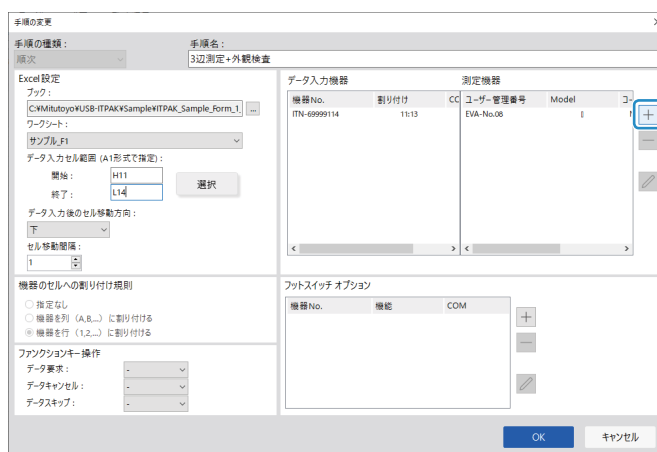 手順の変更
手順の種類： 手順名：
順次 3辺測定+外観検査
Excel設定
ブック：
C:¥Mitutoyo¥USB-ITPAK¥Sample¥ITPAK_Sample_Form_1_ ...
ワークシート：
サンプル_F1
データ入力セル範囲 (A1形式で指定)：
開始： H11
終了： L14
選択
データ入力後のセル移動方向：
下
セル移動間隔：
1
データ入力機器 測定機器
機器No. 割り付け CC ユーザー管理番号 Model
ITN-69999114 11:13 EVA-No.08
機器のセルへの割り付け規則
指定なし
機器を列 (A,B,...) に割り付ける
機器を行 (1,2,...) に割り付ける
ファンクションキー操作
データ要求： -
データキャンセル： -
データスキップ： -
フットスイッチ オプション
機器No. 機能 COM
OK キャンセル